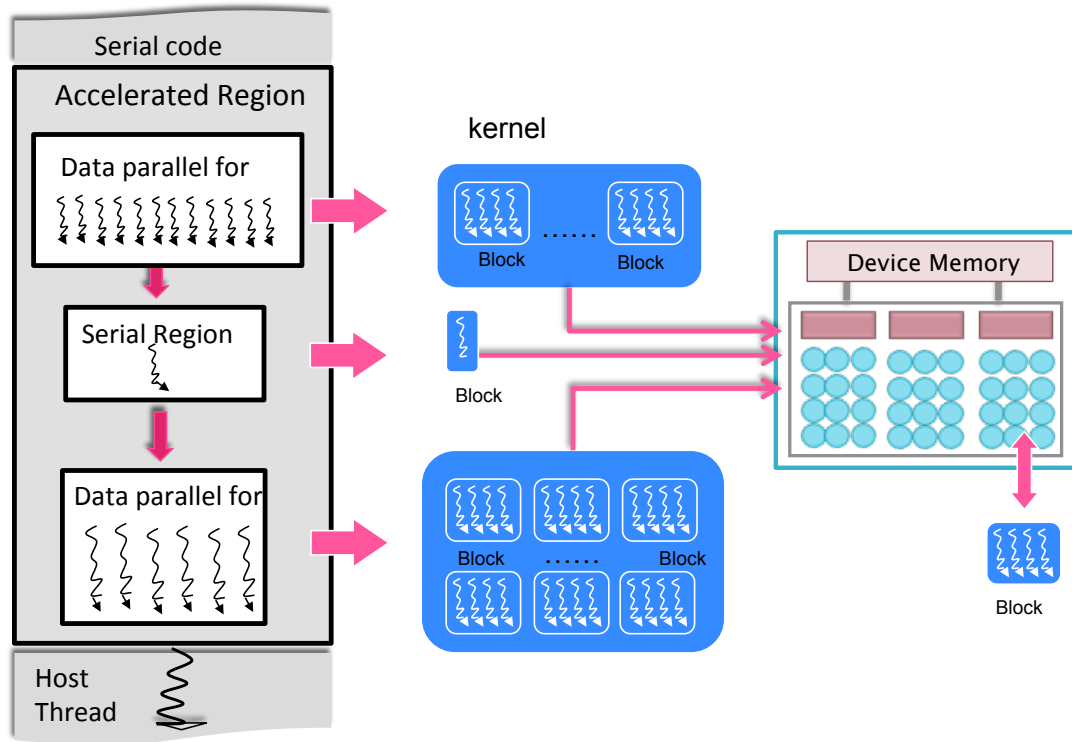 Serial code
Accelerated Region
Data parallel for
Serial Region
Data parallel for
Host
Thread
kernel
Block
......
Block
Block
Block
......
Block
Device Memory
Block